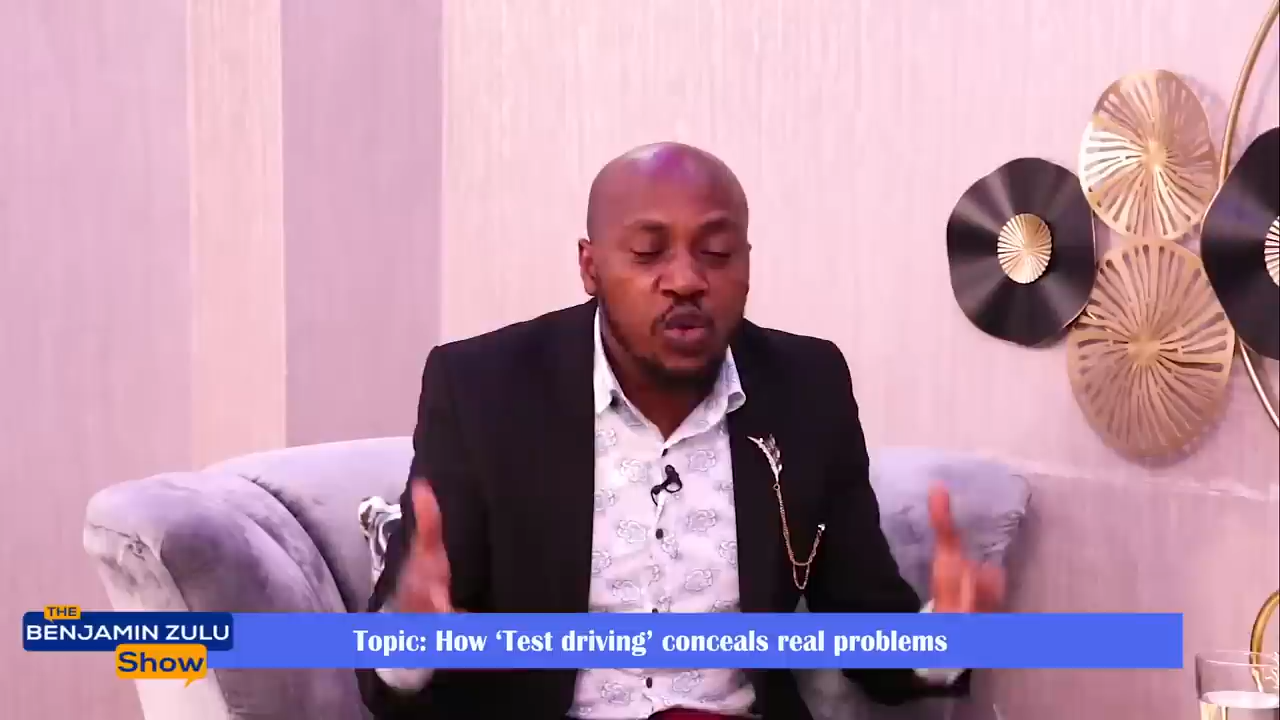 THE
BENJAMIN ZULU
Show
Topic: How ‘Test driving’ conceals real problems